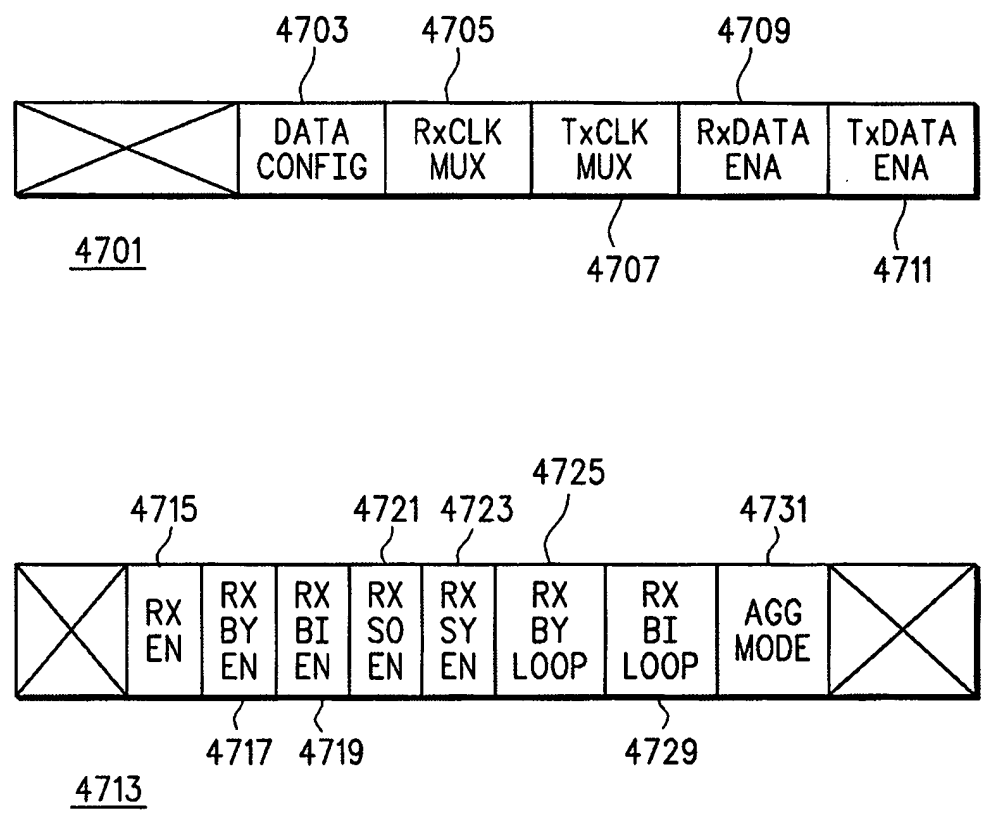 4703 4705 4709
DATA CONFIG RxCLK MUX TxCLK MUX RxDATA ENA TxDATA ENA
4701 4707 4711
4725
4715 4721 4723 4731
RX EN RX BY EN RX BI EN RX SO EN RX SY EN RX BY LOOP RX BI LOOP AGG MODE
4717 4719 4729
4713